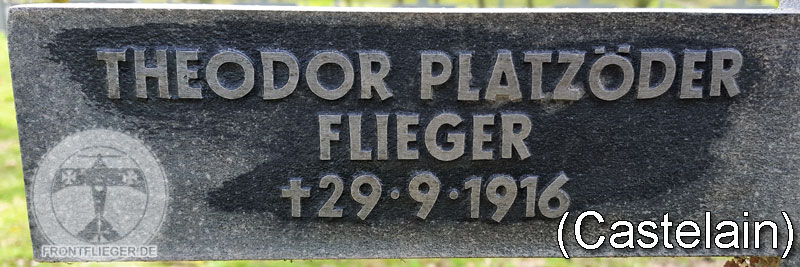 THEODOR PLATZÖDER
FLIEGER
†29·9·1916
(Castelain)
FRONTFLIEGER.DE